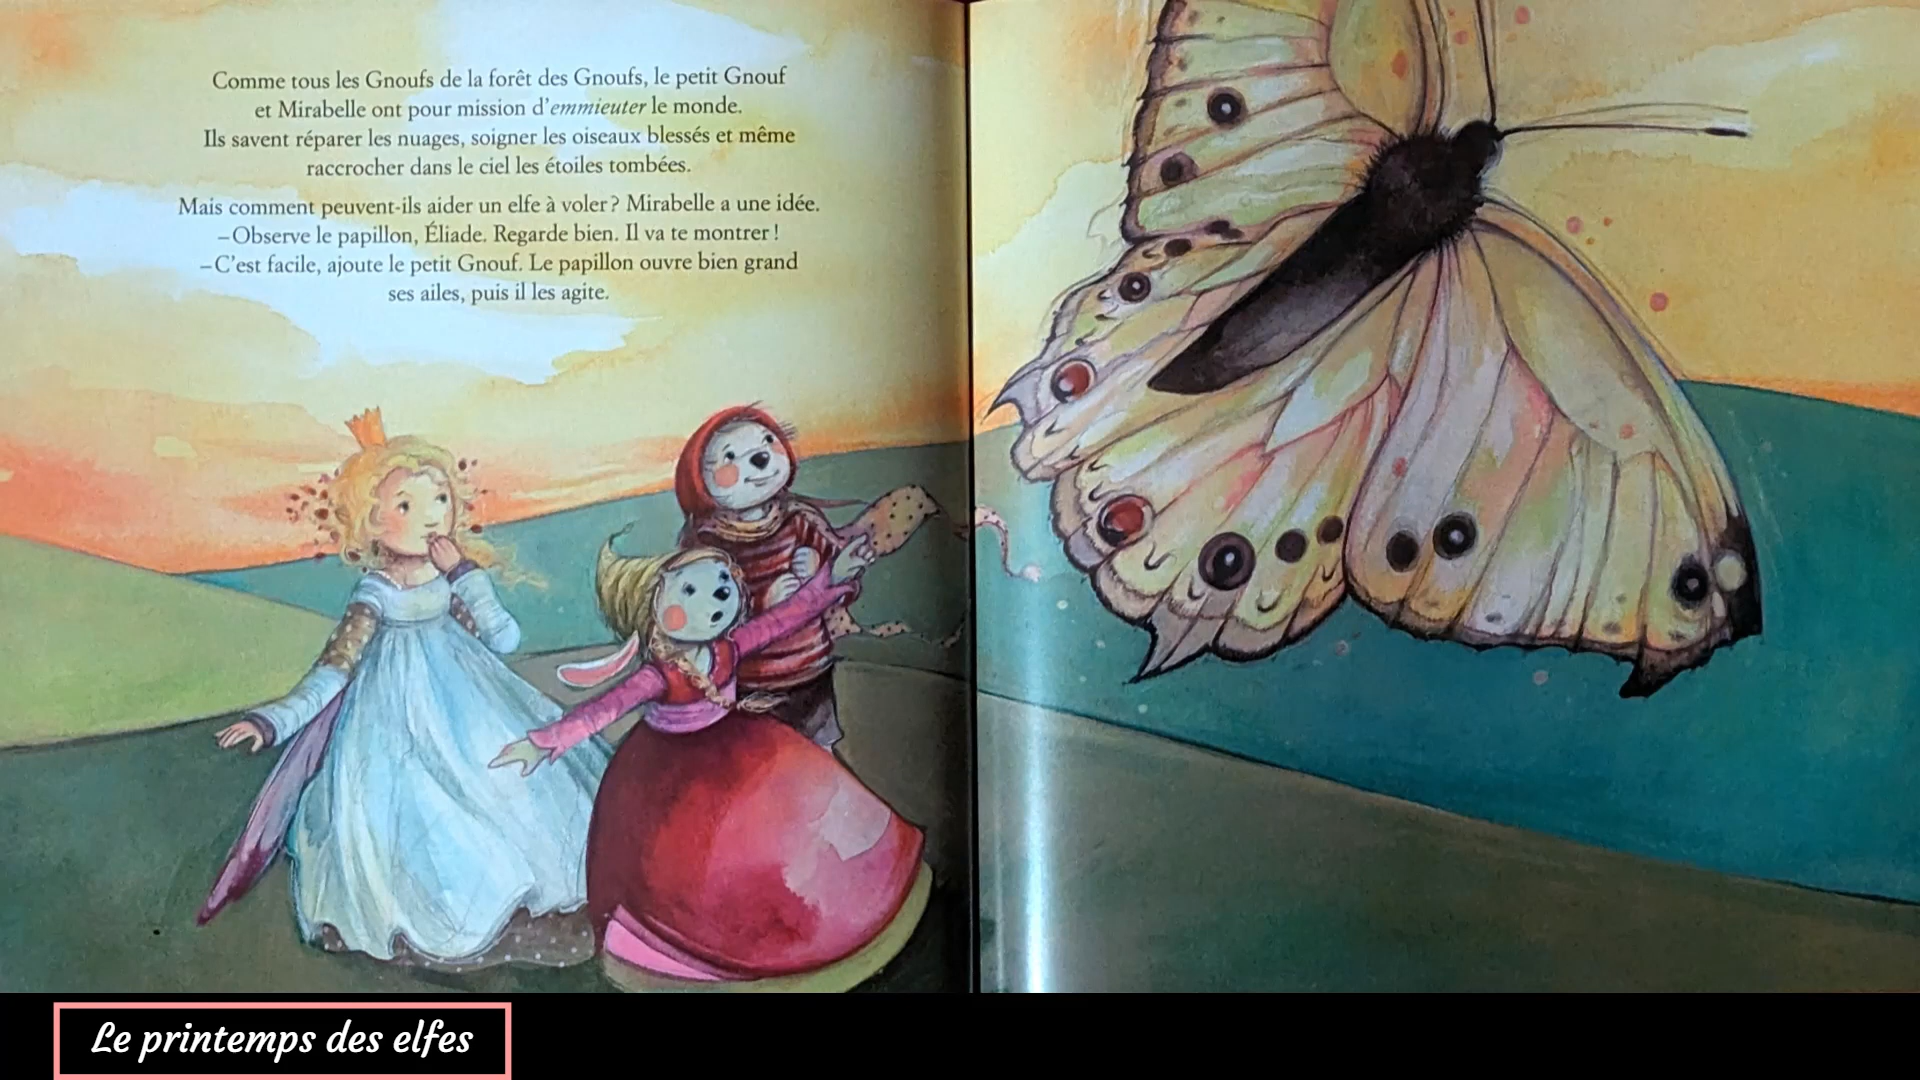 Comme tous les Gnoufs de la forêt des Gnoufs, le petit Gnouf
et Mirabelle ont pour mission d'emmieuter le monde.
Ils savent réparer les nuages, soigner les oiseaux blessés et même
raccrocher dans le ciel les étoiles tombées.
Mais comment peuvent-ils aider un elfe à voler ? Mirabelle a une idée.
– Observe le papillon, Éliade. Regarde bien. Il va te montrer !
– C'est facile, ajoute le petit Gnouf. Le papillon ouvre bien grand
ses ailes, puis il les agite.
Le printemps des elfes